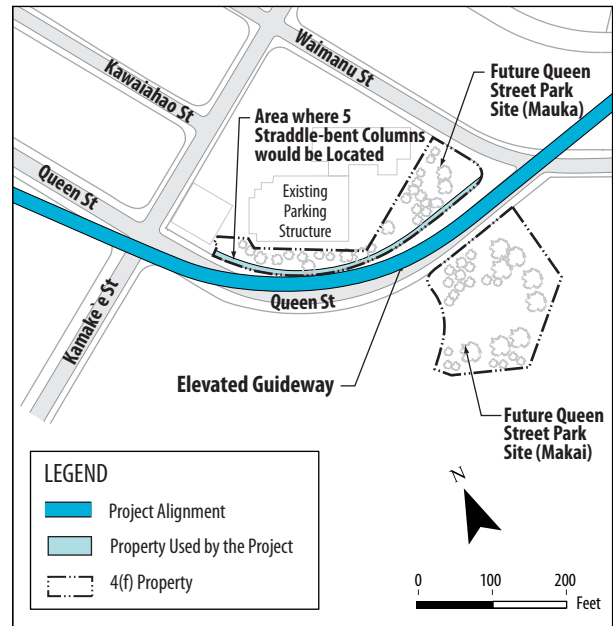 Waimanu St
Kawaiahao St
Queen St
Kamake`e St
Future Queen
Street Park
Site (Mauka)
Area where 5
Straddle-bent Columns
would be Located
Existing
Parking
Structure
Queen St
Elevated Guideway
Future Queen
Street Park
Site (Makai)
LEGEND
Project Alignment
Property Used by the Project
4(f) Property
N
0 100 200
Feet